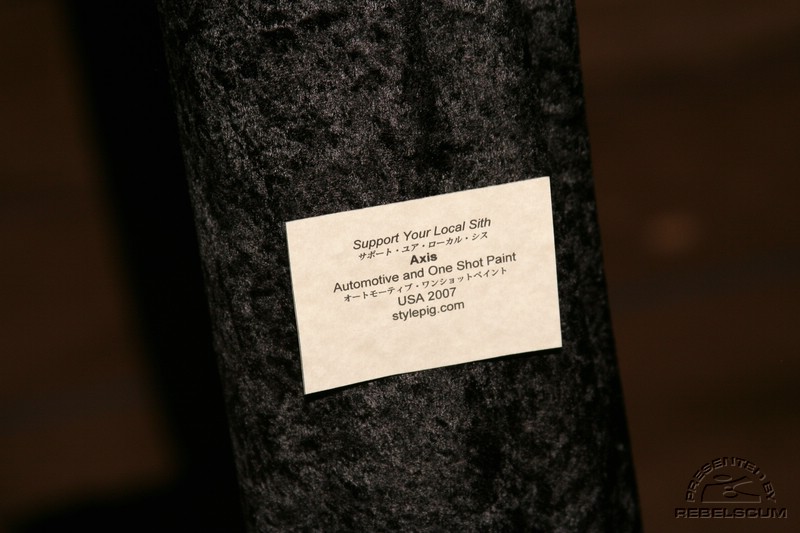 Support Your Local Sith
サポート・ユア・ローカル・シス
Axis
Automotive and One Shot Paint
オートモーティブ・ワンショットペイント
USA 2007
stylepig.com
PRESENTED BY
REBELSCUM